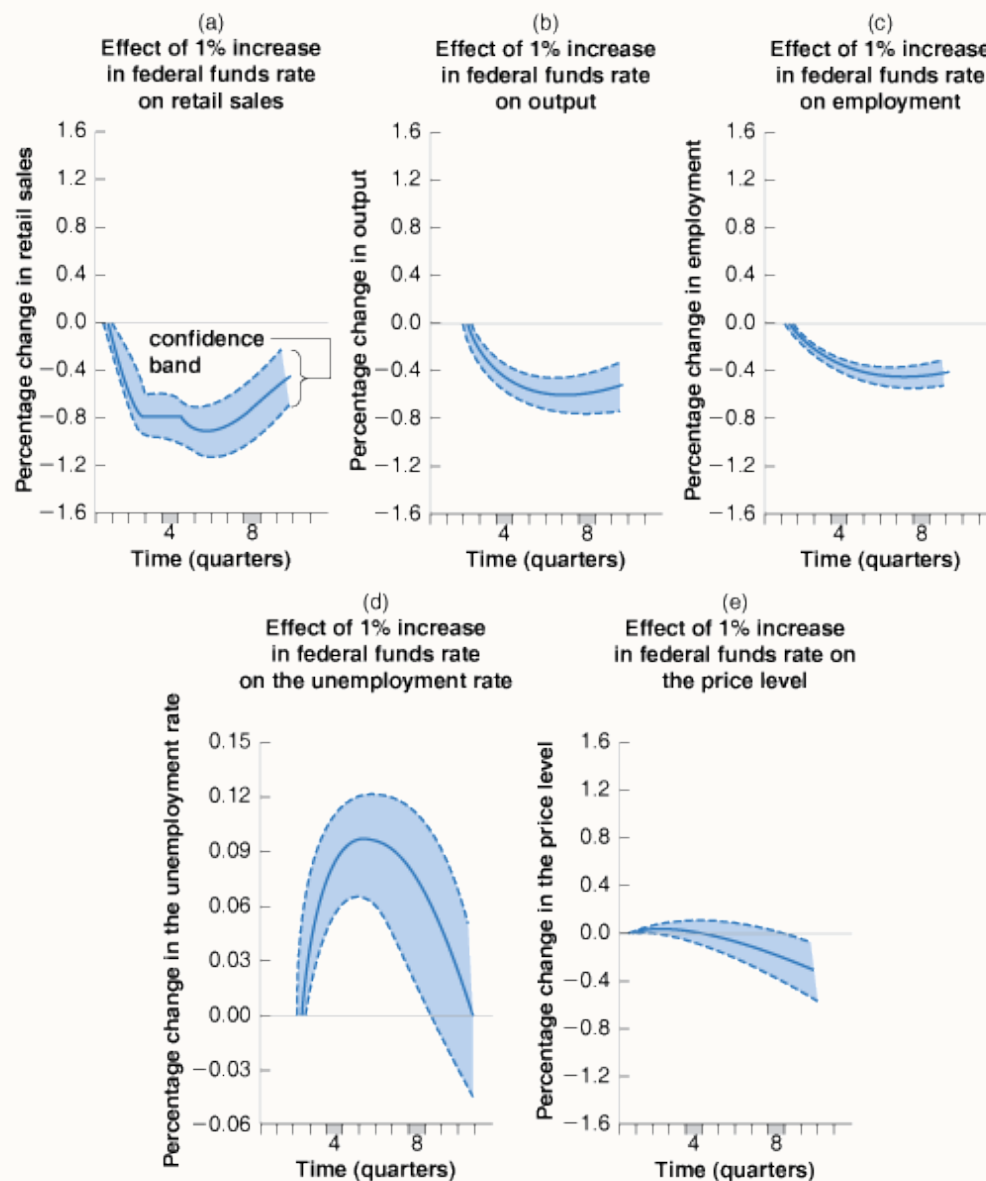 (a)
Effect of 1% increase
in federal funds rate
on retail sales
Percentage change in retail sales
1.6
1.2
0.8
0.4
0.0
−0.4
−0.8
−1.2
−1.6
confidence
band
4
8
Time (quarters)
(b)
Effect of 1% increase
in federal funds rate
on output
Percentage change in output
1.6
1.2
0.8
0.4
0.0
−0.4
−0.8
−1.2
−1.6
4
8
Time (quarters)
(c)
Effect of 1% increase
in federal funds rate
on employment
Percentage change in employment
1.6
1.2
0.8
0.4
0.0
−0.4
−0.8
−1.2
−1.6
4
8
Time (quarters)
(d)
Effect of 1% increase
in federal funds rate
on the unemployment rate
Percentage change in the unemployment rate
0.15
0.12
0.09
0.06
0.03
0.00
−0.03
−0.06
4
8
Time (quarters)
(e)
Effect of 1% increase
in federal funds rate on
the price level
Percentage change in the price level
1.6
1.2
0.8
0.4
0.0
−0.4
−0.8
−1.2
−1.6
4
8
Time (quarters)